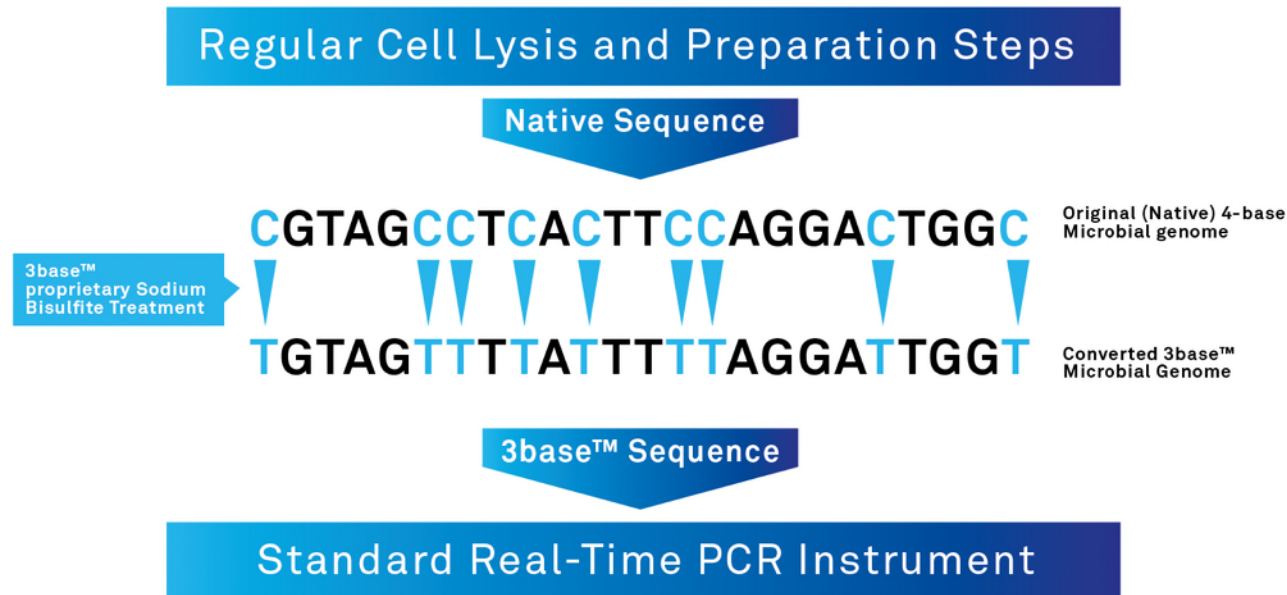 Regular Cell Lysis and Preparation Steps
Native Sequence
CGTAGCCTCACTTCCAGGACTGGC
Original (Native) 4-base
Microbial genome
3base™
proprietary Sodium
Bisulfite Treatment
TGTAGTTTTATTTTTAGGATTGGT
Converted 3base™
Microbial Genome
3base™ Sequence
Standard Real-Time PCR Instrument